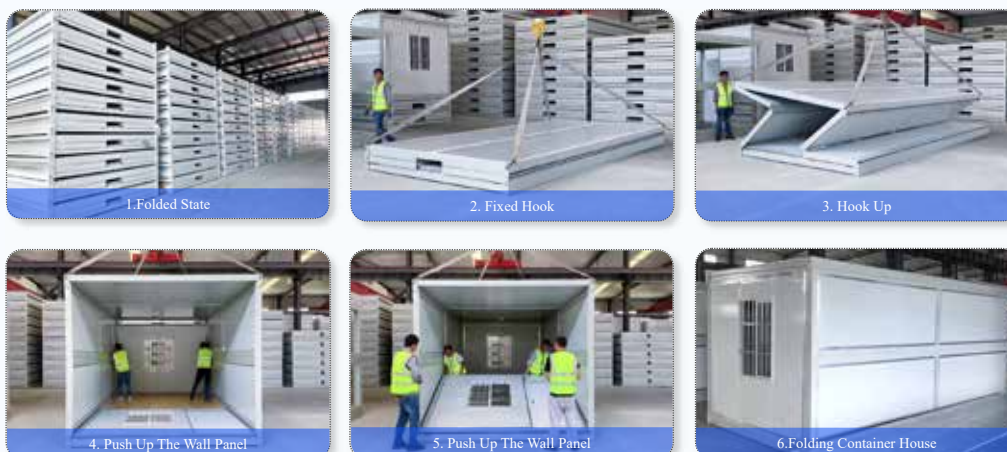 1.Folded State
2. Fixed Hook
3. Hook Up
4. Push Up The Wall Panel
5. Push Up The Wall Panel
6.Folding Container House